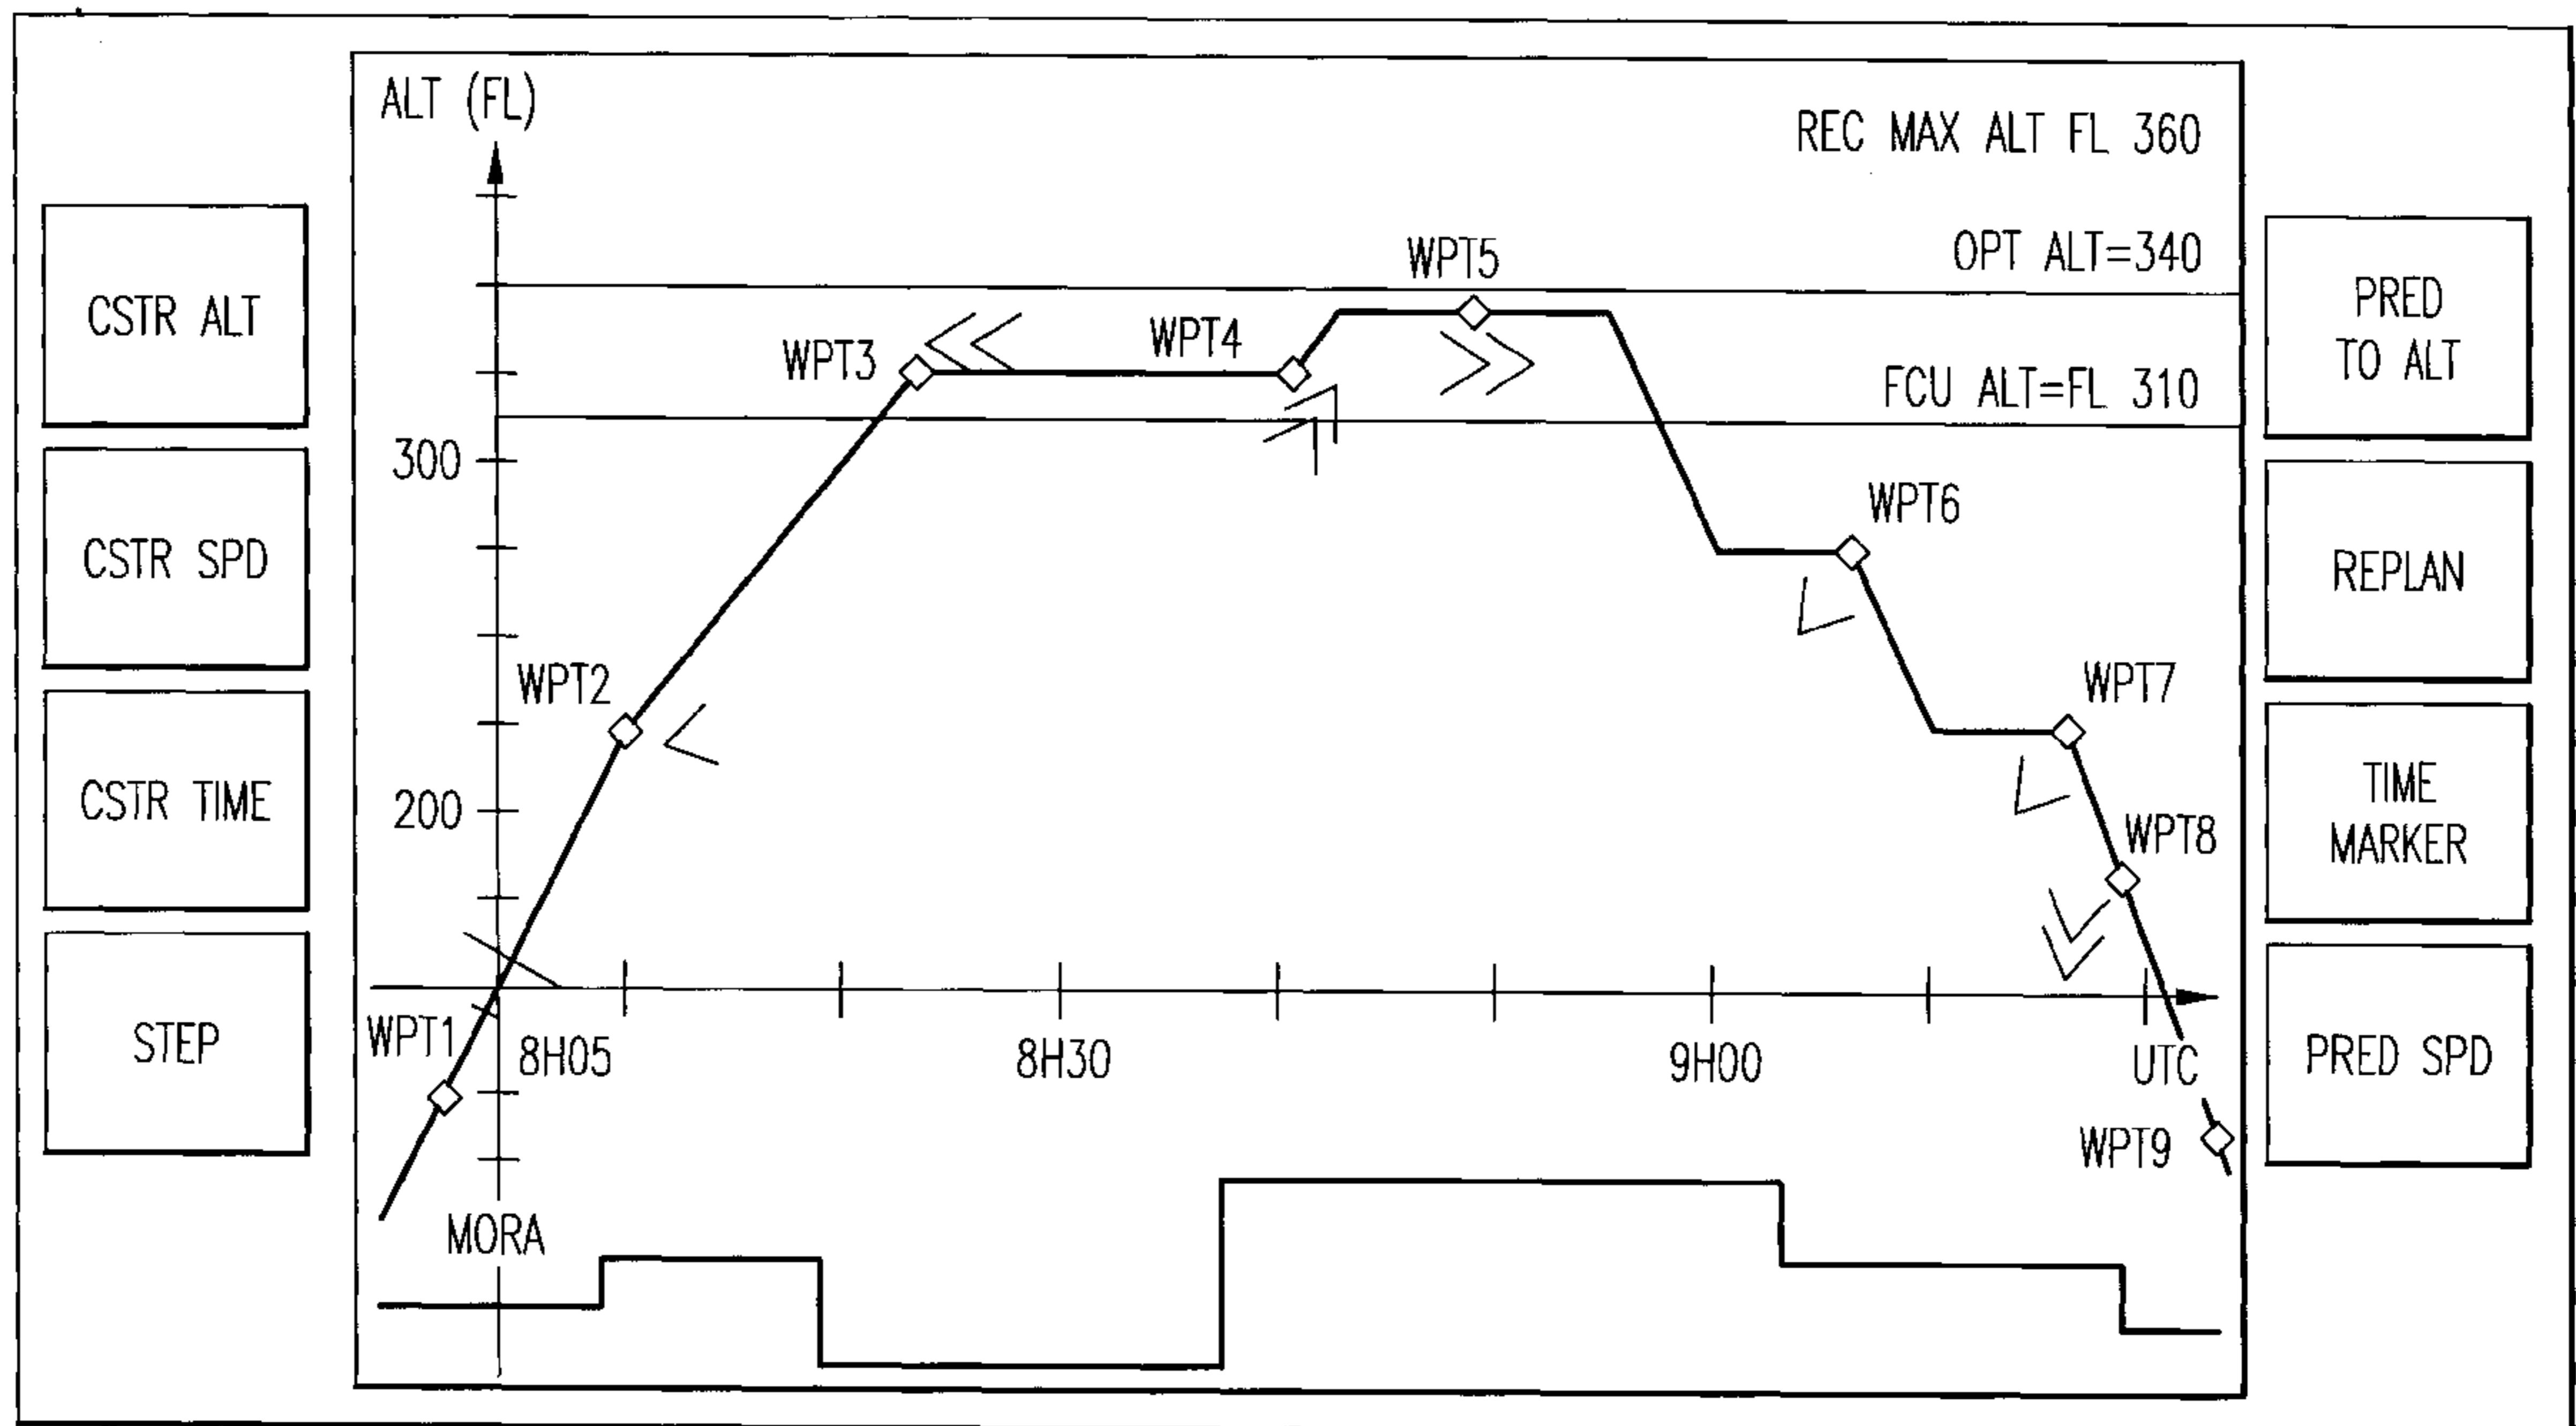 ALT (FL)
REC MAX ALT FL 360
OPT ALT=340
WPT5
CSTR ALT
WPT3
WPT4
FCU ALT=FL 310
PRED
TO ALT
300
WPT6
CSTR SPD
REPLAN
WPT2
WPT7
200
CSTR TIME
WPT8
TIME
MARKER
STEP
WPT1
8H05
8H30
9H00
UTC
PRED SPD
WPT9
MORA